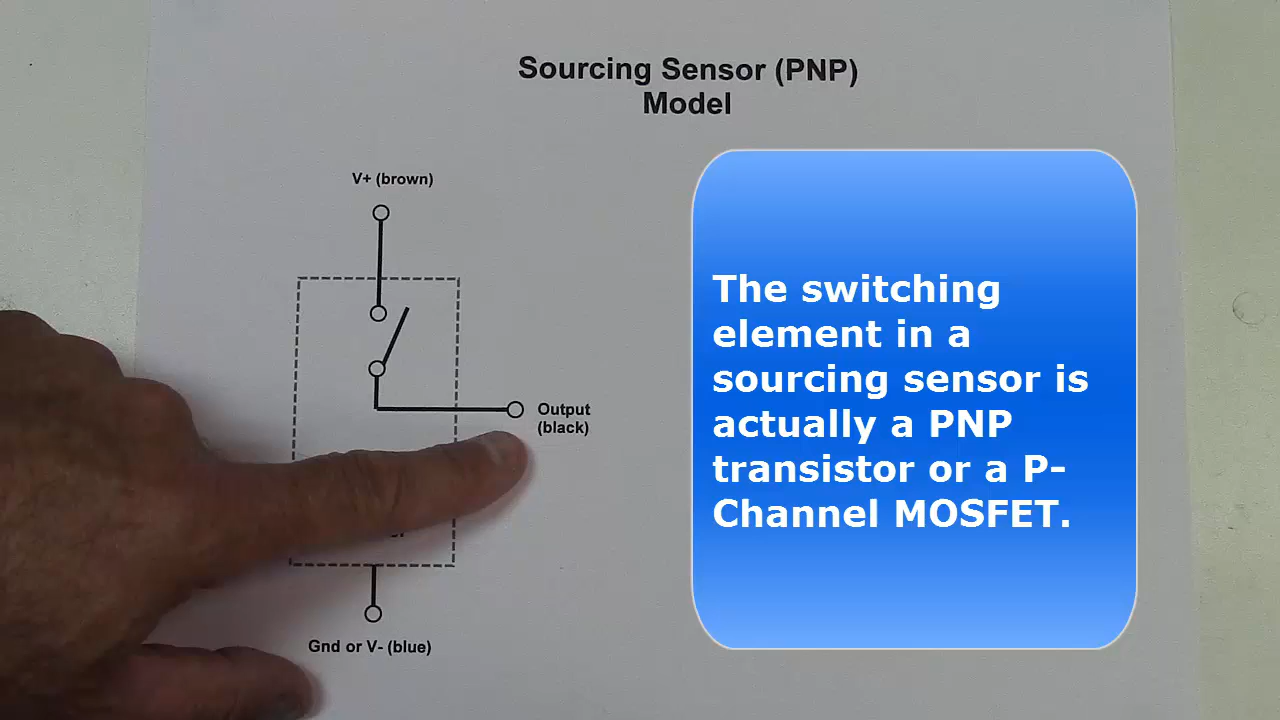 Sourcing Sensor (PNP)
Model
V+ (brown)
Output
(black)
Gnd or V- (blue)
The switching
element in a
sourcing sensor is
actually a PNP
transistor or a P-
Channel MOSFET.